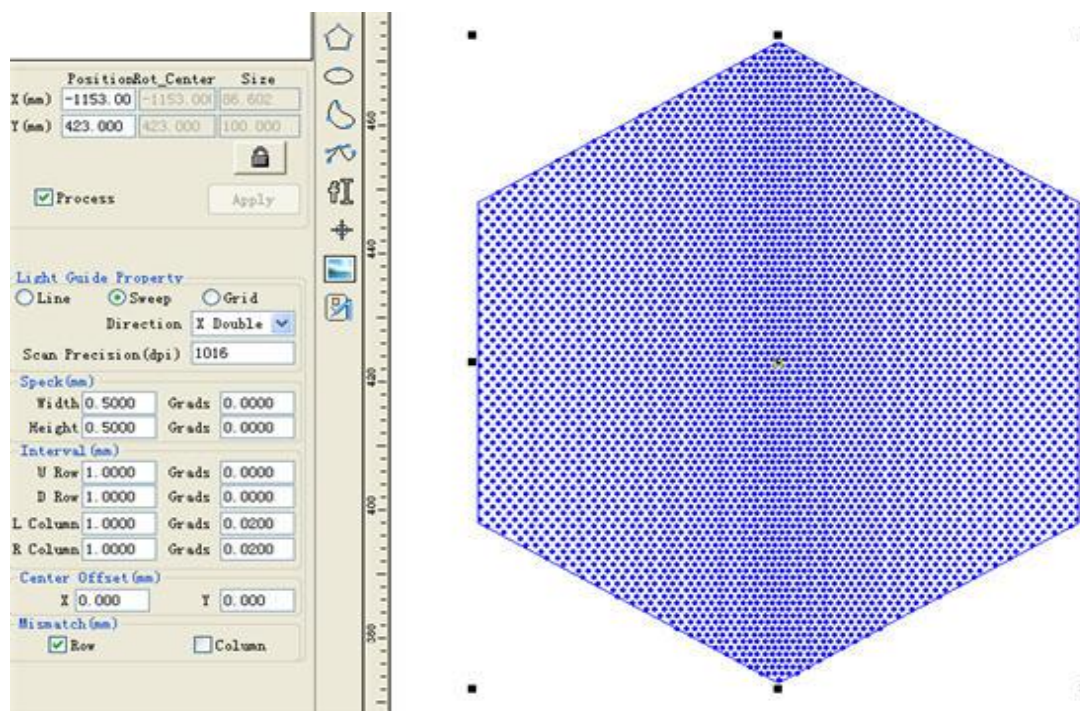 Position Rot_Center Size
X(mm) -1153.00 -1153.00 86.602
Y(mm) 423.000 423.000 100.000
Process Apply
Light Guide Property
Line Sweep Grid
Direction X Double
Scan Precision(dpi) 1016
Speck(mm)
Width 0.5000 Grads 0.0000
Height 0.5000 Grads 0.0000
Interval(mm)
U Row 1.0000 Grads 0.0000
D Row 1.0000 Grads 0.0000
L Column 1.0000 Grads 0.0200
R Column 1.0000 Grads 0.0200
Center Offset(mm)
X 0.000 Y 0.000
Mismatch(mm)
Row Column
460
440
420
400
380